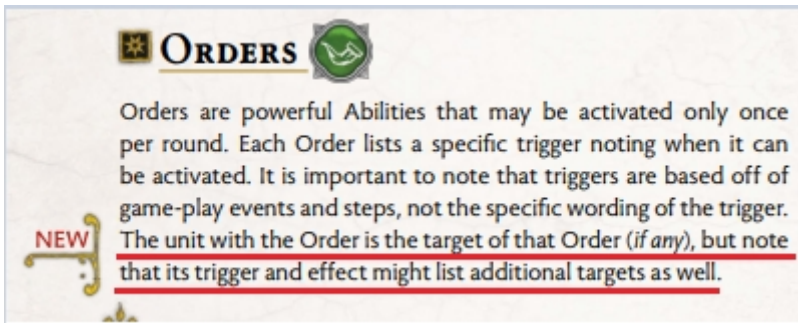 ORDERS
Orders are powerful Abilities that may be activated only once
per round. Each Order lists a specific trigger noting when it can
be activated. It is important to note that triggers are based off of
game-play events and steps, not the specific wording of the trigger.
NEW
The unit with the Order is the target of that Order (if any), but note
that its trigger and effect might list additional targets as well.